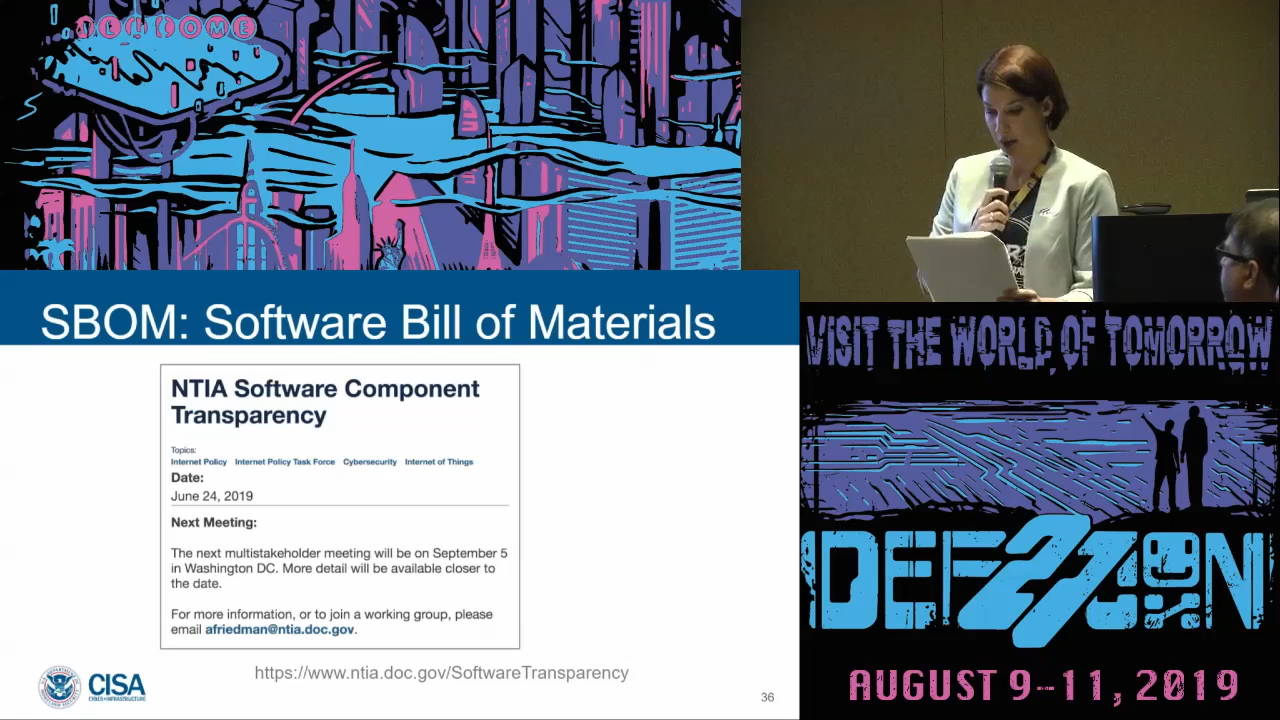 WELCOME
SBOM: Software Bill of Materials
NTIA Software Component
Transparency
Topics:
Internet Policy Internet Policy Task Force Cybersecurity Internet of Things
Date:
June 24, 2019
Next Meeting:
The next multistakeholder meeting will be on September 5
in Washington DC. More detail will be available closer to
the date.
For more information, or to join a working group, please
email afriedman@ntia.doc.gov.
https://www.ntia.doc.gov/SoftwareTransparency
CISA
CYBER+INFRASTRUCTURE
36
VISIT THE WORLD OF TOMORROW
DEF27CON
AUGUST 9-11, 2019